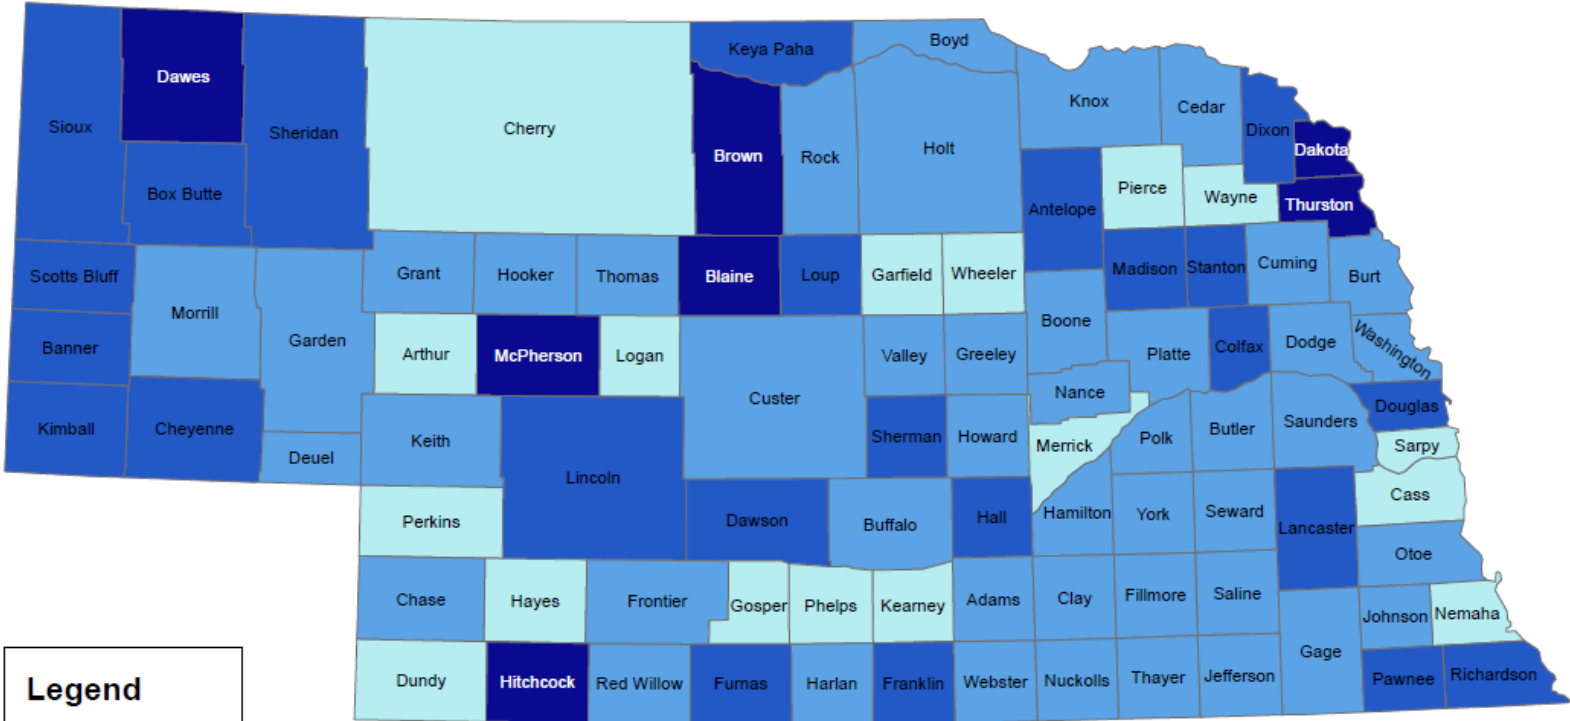 Boyd
Keya Paha
Dawes
Knox
Cedar
Sioux
Sheridan
Cherry
Dixon
Holt
Dakota
Brown
Rock
Pierce
Box Butte
Wayne
Thurston
Antelope
Grant
Hooker
Thomas
Blaine
Loup
Garfield
Wheeler
Madison
Stanton
Cuming
Burt
Scotts Bluff
Morrill
Garden
Boone
Banner
Arthur
McPherson
Logan
Valley
Greeley
Platte
Colfax
Dodge
Washington
Custer
Nance
Douglas
Kimball
Cheyenne
Keith
Sherman
Howard
Merrick
Polk
Butler
Saunders
Sarpy
Deuel
Lincoln
Cass
Perkins
Dawson
Buffalo
Hall
Hamilton
York
Seward
Lancaster
Otoe
Chase
Hayes
Frontier
Gosper
Phelps
Kearney
Adams
Clay
Fillmore
Saline
Johnson
Nemaha
Gage
Dundy
Hitchcock
Red Willow
Furnas
Harlan
Franklin
Webster
Nuckolls
Thayer
Jefferson
Pawnee
Richardson
Legend